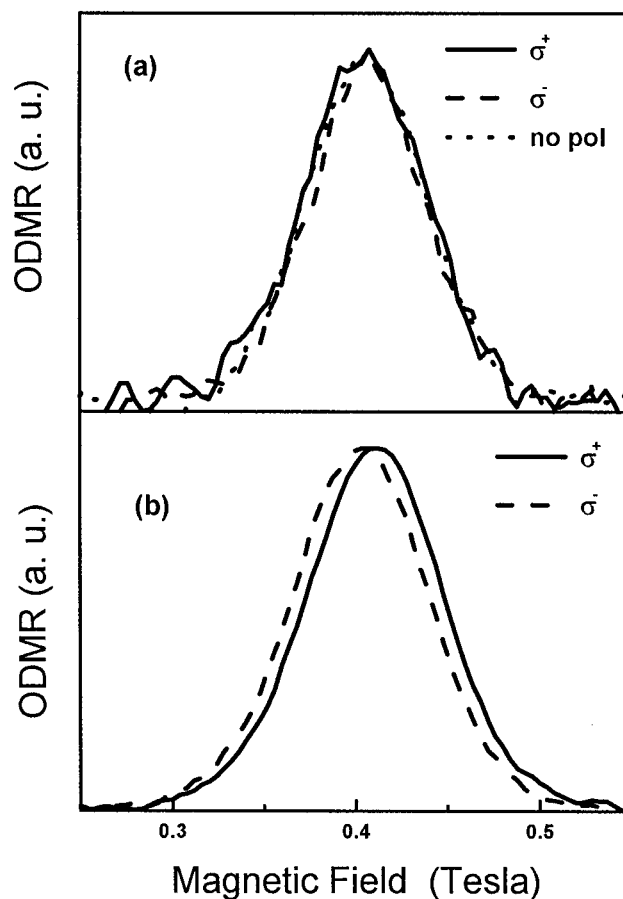 (a)
σ⁺
σ⁻
no pol
ODMR (a. u.)
(b)
σ⁺
σ⁻
ODMR (a. u.)
0.3 0.4 0.5
Magnetic Field (Tesla)